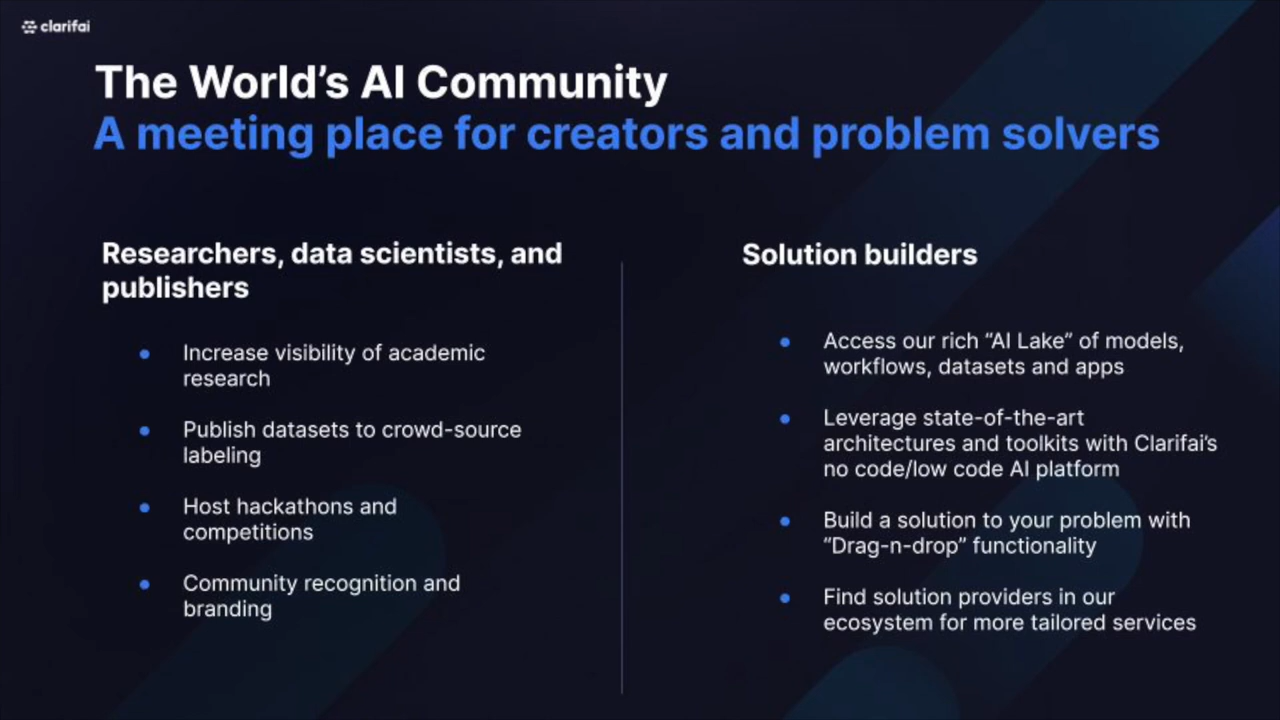 clarifai
The World’s AI Community
A meeting place for creators and problem solvers
Researchers, data scientists, and
publishers
Increase visibility of academic
research
Publish datasets to crowd-source
labeling
Host hackathons and
competitions
Community recognition and
branding
Solution builders
Access our rich “AI Lake” of models,
workflows, datasets and apps
Leverage state-of-the-art
architectures and toolkits with Clarifai’s
no code/low code AI platform
Build a solution to your problem with
“Drag-n-drop” functionality
Find solution providers in our
ecosystem for more tailored services